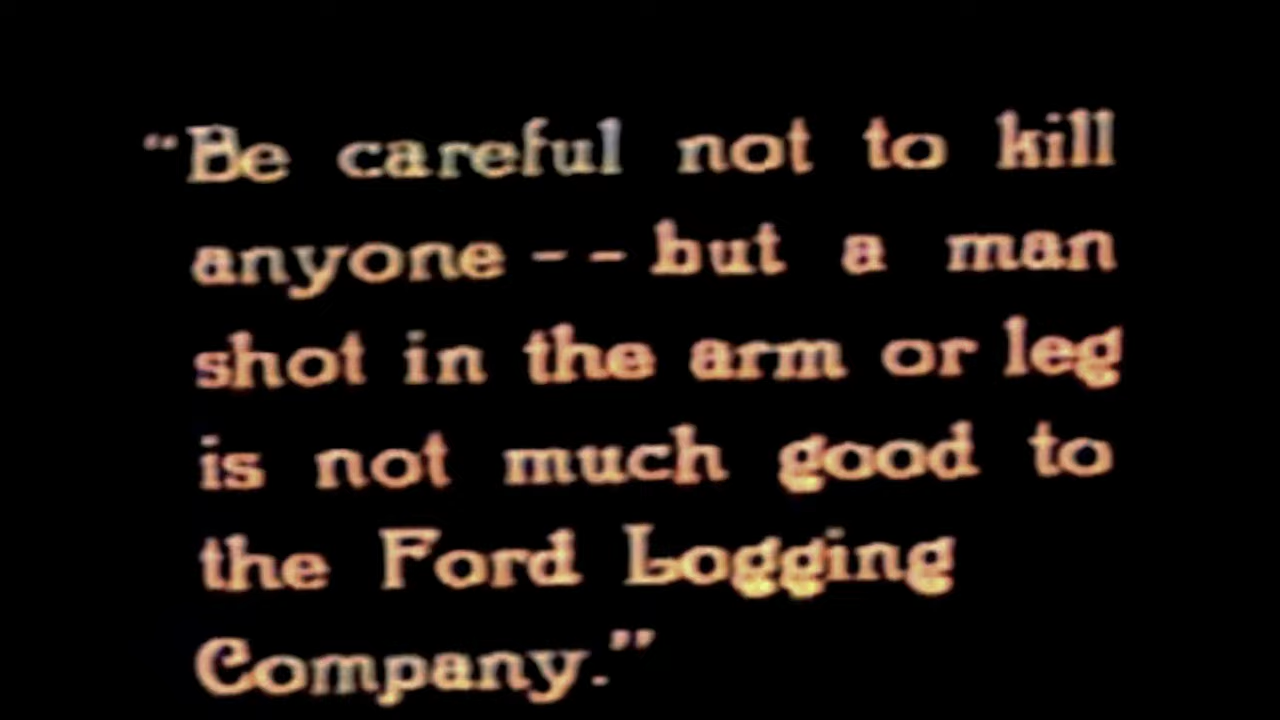 “Be careful not to kill
anyone -- but a man
shot in the arm or leg
is not much good to
the Ford Logging
Company.”